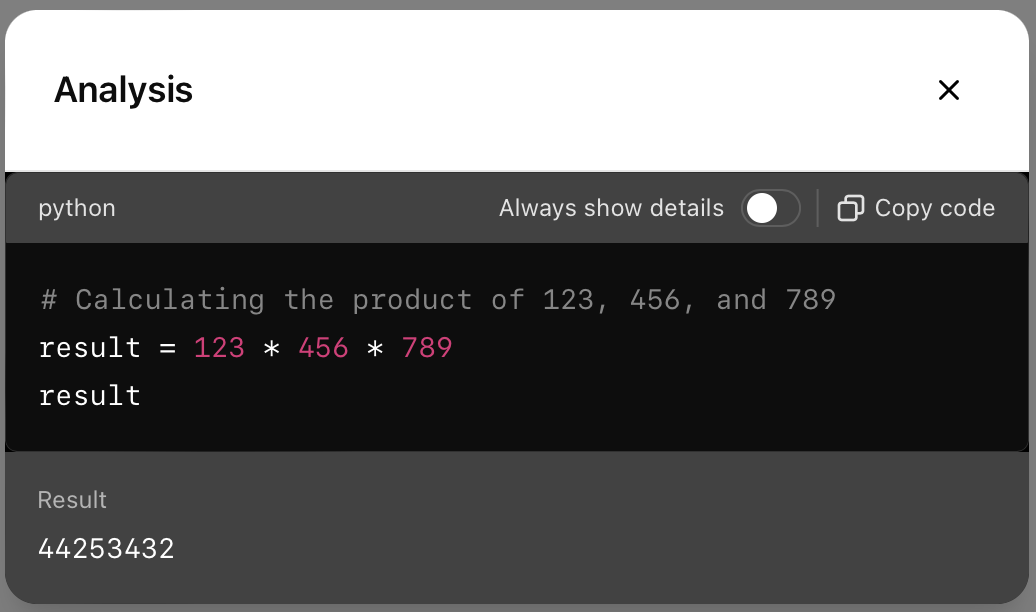 Analysis
python Always show details Copy code
# Calculating the product of 123, 456, and 789
result = 123 * 456 * 789
result
Result
44253432